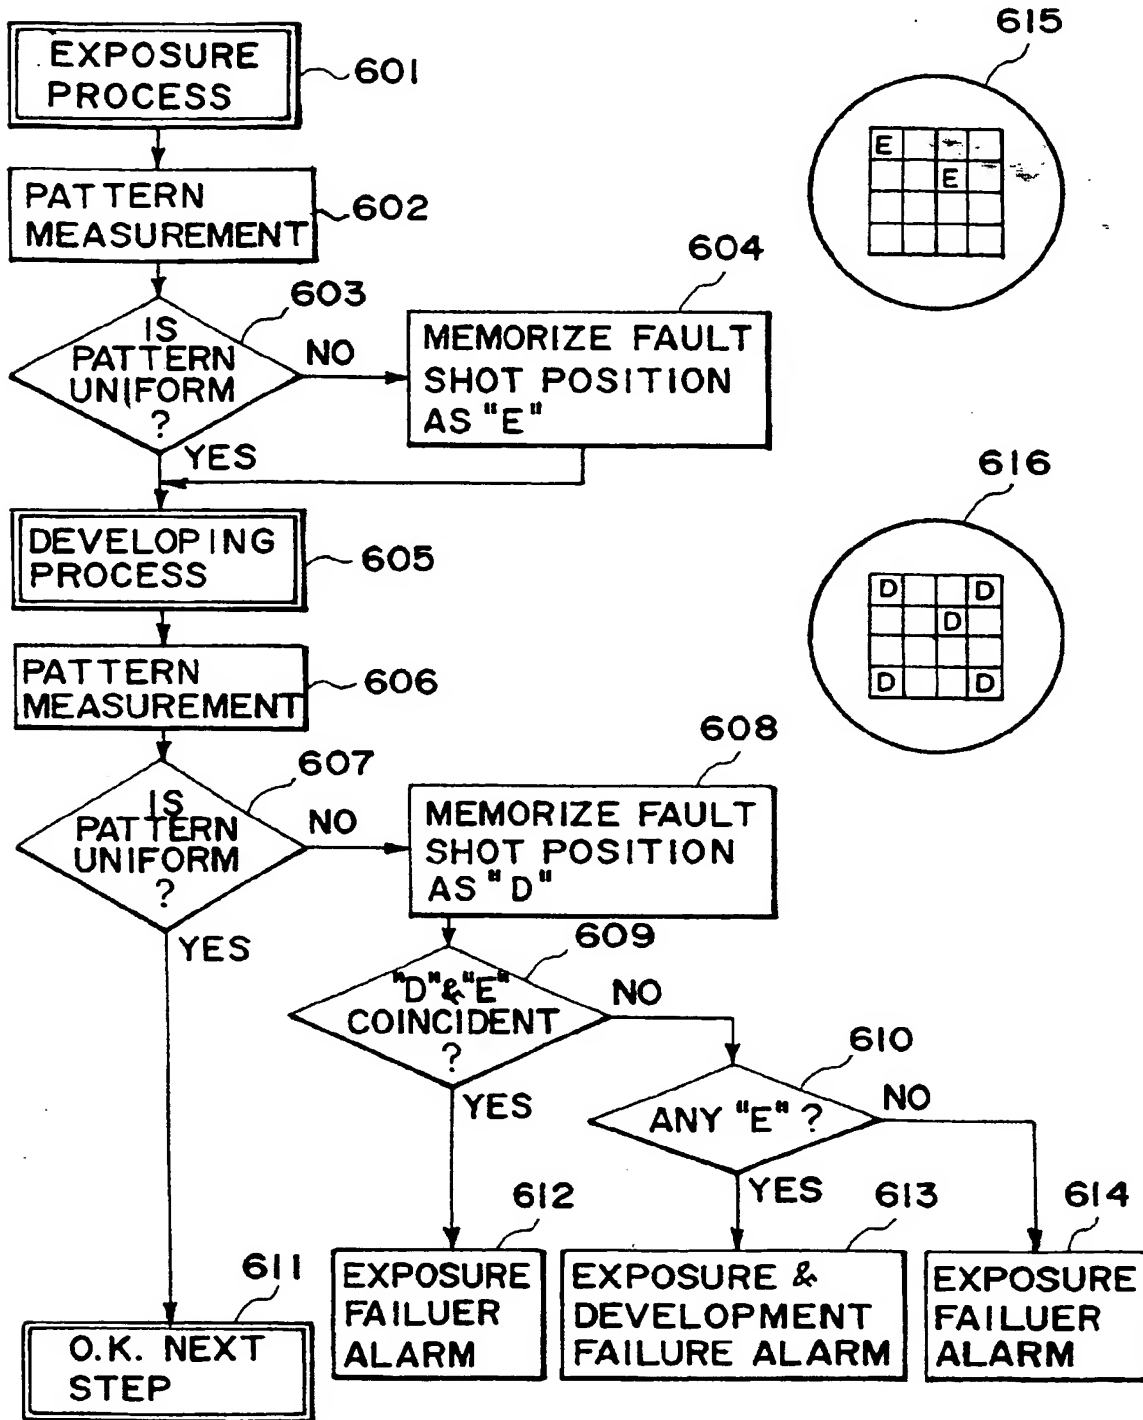 EXPOSURE
PROCESS
601
PATTERN
MEASUREMENT
602
603
IS
PATTERN
UNIFORM
?
NO
YES
604
MEMORIZE FAULT
SHOT POSITION
AS "E"
615
E
E
DEVELOPING
PROCESS
605
PATTERN
MEASUREMENT
606
616
D D
D
D D
607
IS
PATTERN
UNIFORM
?
NO
YES
608
MEMORIZE FAULT
SHOT POSITION
AS "D"
609
"D" & "E"
COINCIDENT
?
NO
YES
610
ANY "E" ?
NO
YES
611
O.K. NEXT
STEP
612
EXPOSURE
FAILUER
ALARM
613
EXPOSURE &
DEVELOPMENT
FAILURE ALARM
614
EXPOSURE
FAILUER
ALARM